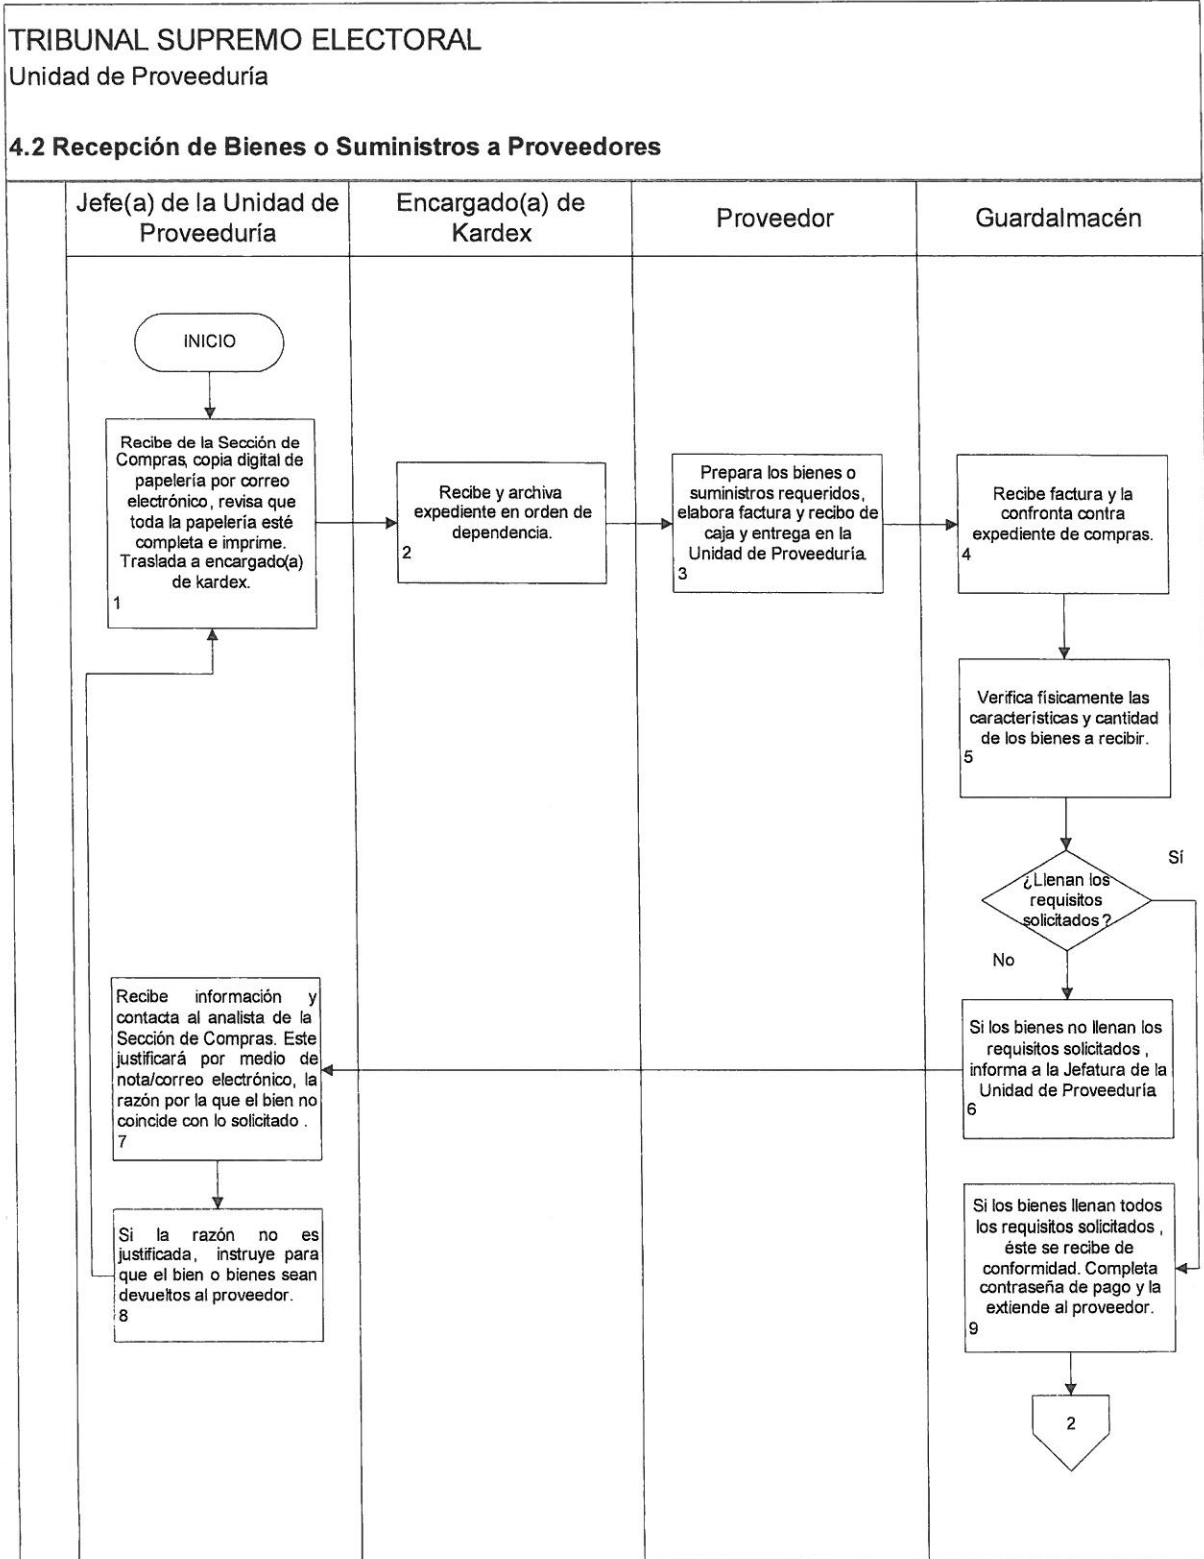 TRIBUNAL SUPREMO ELECTORAL
Unidad de Proveeduría
4.2 Recepción de Bienes o Suministros a Proveedores
Jefe(a) de la Unidad de
Proveeduría
Encargado(a) de
Kardex
Proveedor
Guardalmacén
INICIO
Recibe de la Sección de
Compras, copia digital de
papelería por correo
electrónico, revisa que
toda la papelería esté
completa e imprime.
Traslada a encargado(a)
de kardex.
1
Recibe y archiva
expediente en orden de
dependencia.
2
Prepara los bienes o
suministros requeridos,
elabora factura y recibo de
caja y entrega en la
Unidad de Proveeduría
3
Recibe factura y la
confronta contra
expediente de compras.
4
Verifica físicamente las
características y cantidad
de los bienes a recibir.
5
¿Llenan los
requisitos
solicitados?
Sí
No
Si los bienes no llenan los
requisitos solicitados ,
informa a la Jefatura de la
Unidad de Proveeduría
6
Recibe información y
contacta al analista de la
Sección de Compras. Este
justificará por medio de
nota/correo electrónico, la
razón por la que el bien no
coincide con lo solicitado .
7
Si la razón no es
justificada, instruye para
que el bien o bienes sean
devueltos al proveedor.
8
Si los bienes llenan todos
los requisitos solicitados ,
éste se recibe de
conformidad. Completa
contraseña de pago y la
extiende al proveedor.
9
2